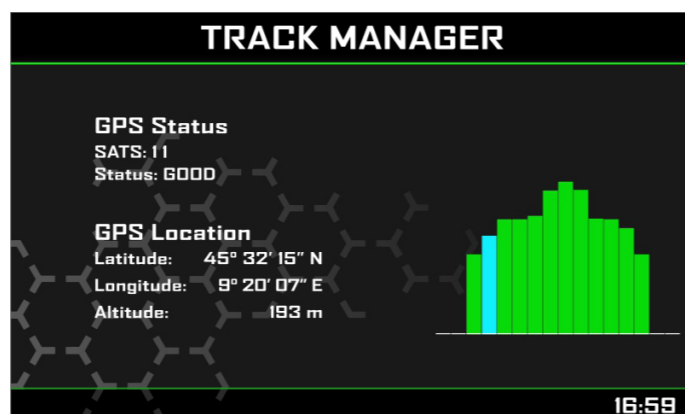 TRACK MANAGER
GPS Status
SATS: 11
Status: GOOD
GPS Location
Latitude: 45° 32' 15" N
Longitude: 9° 20' 07" E
Altitude: 193 m
16:59